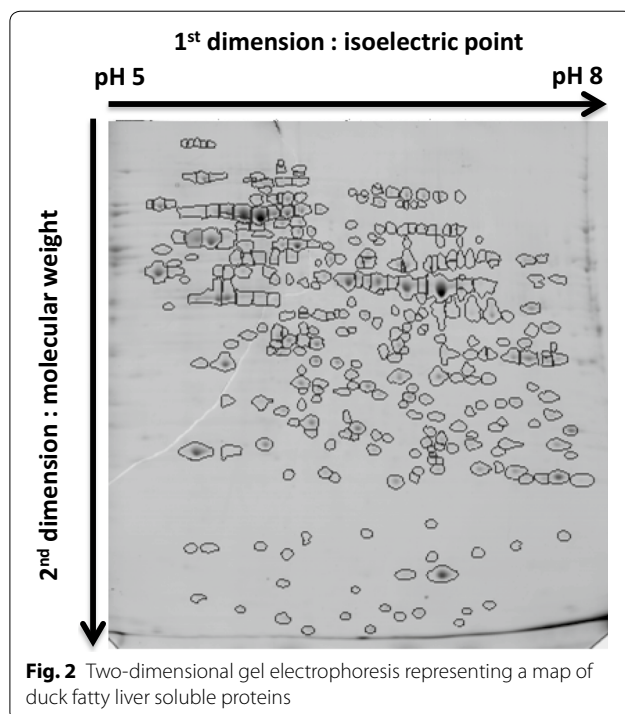 1st dimension : isoelectric point
pH 5
pH 8
2nd dimension : molecular weight
Fig. 2 Two-dimensional gel electrophoresis representing a map of
duck fatty liver soluble proteins